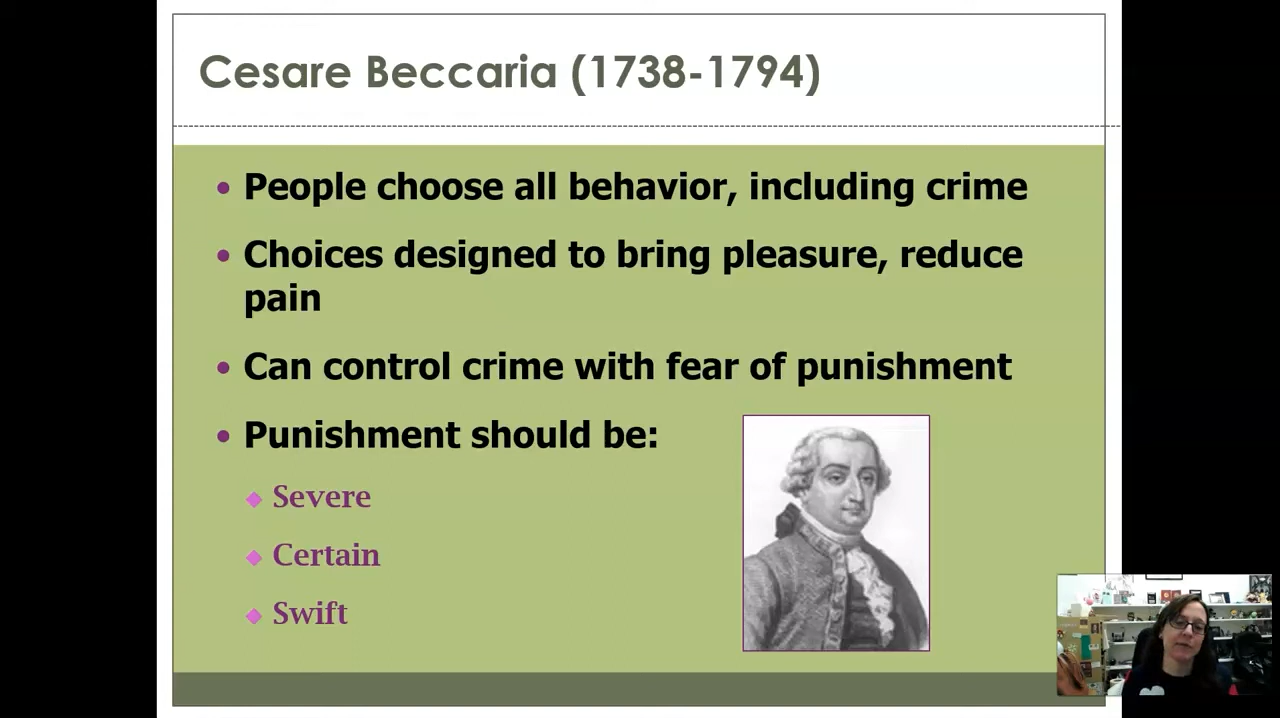 Cesare Beccaria (1738-1794)
• People choose all behavior, including crime
• Choices designed to bring pleasure, reduce
pain
• Can control crime with fear of punishment
• Punishment should be:
◆ Severe
◆ Certain
◆ Swift